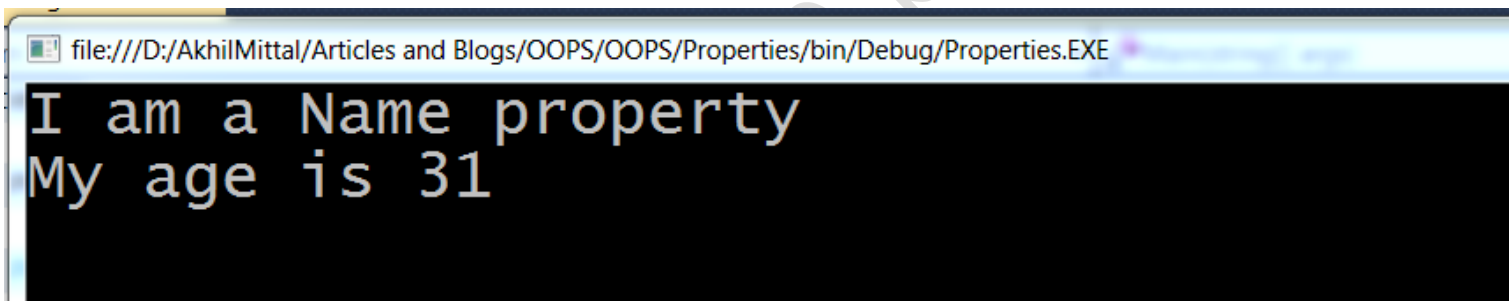 file:///D:/AkhilMittal/Articles and Blogs/OOPS/OOPS/Properties/bin/Debug/Properties.EXE
I am a Name property
My age is 31